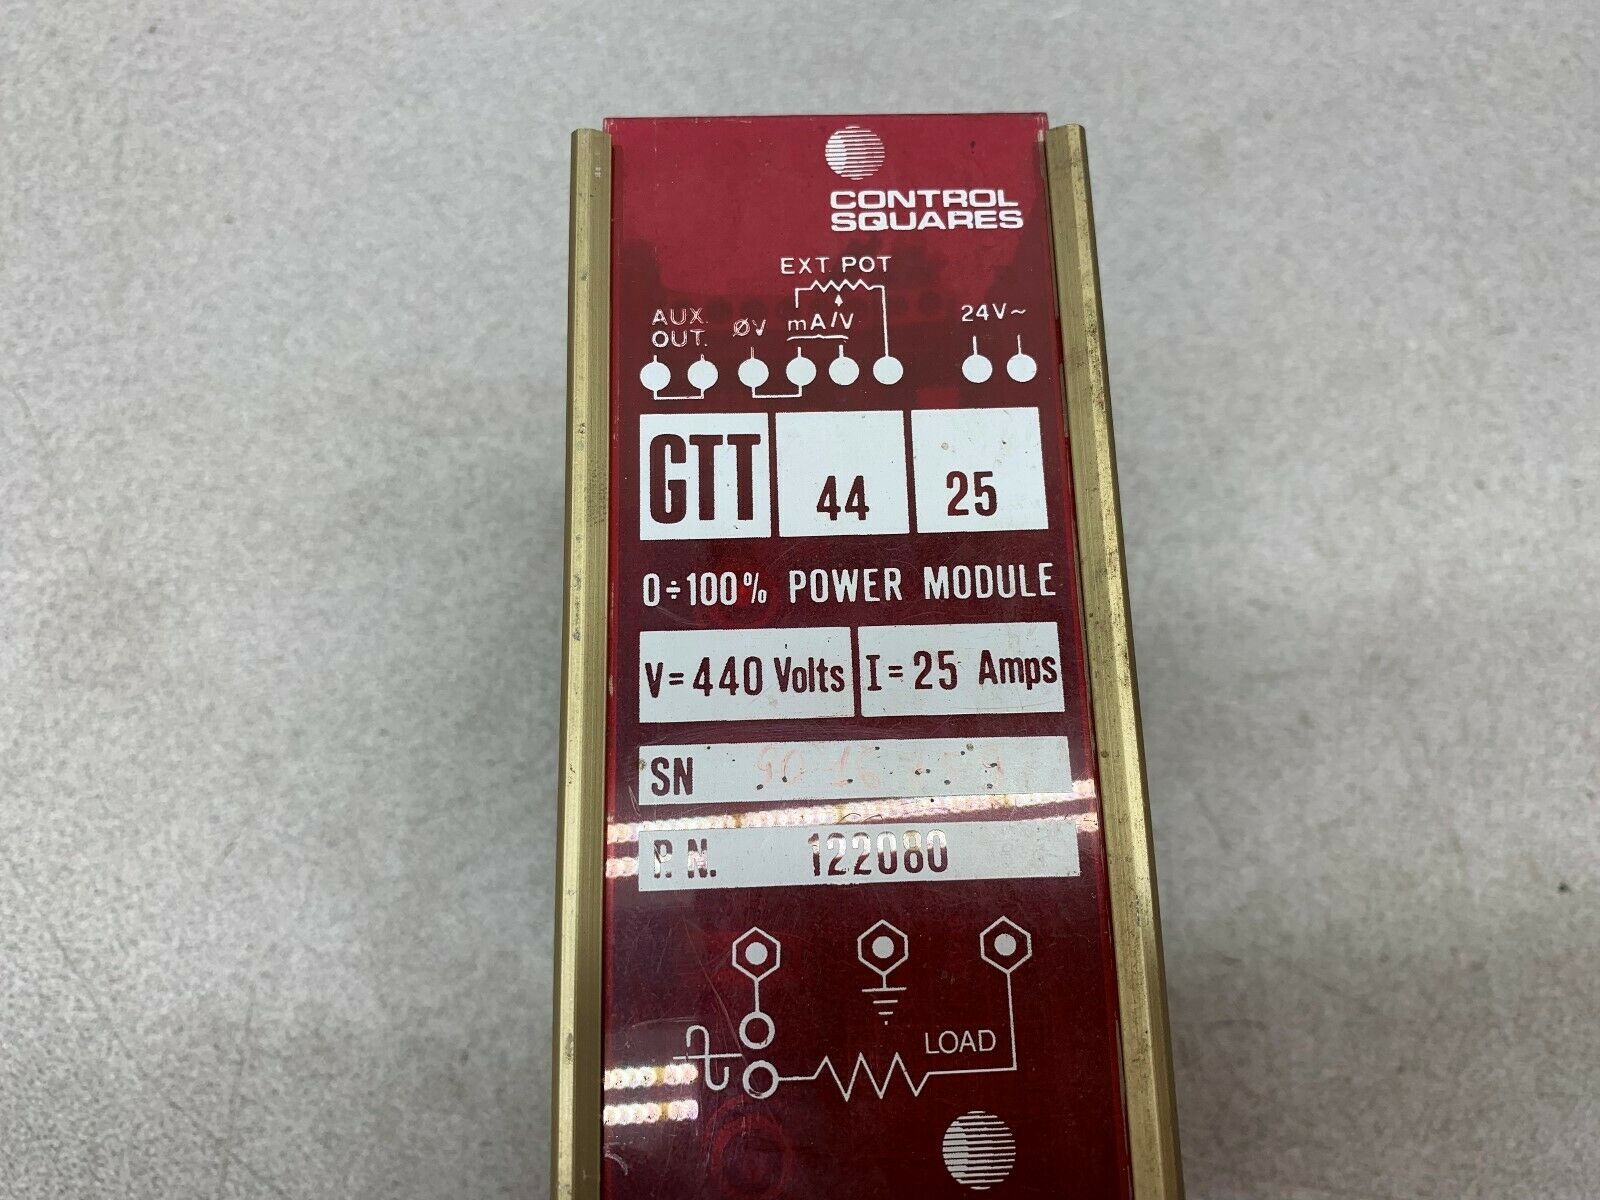 CONTROL
SQUARES
EXT. POT
AUX. OUT.
ØV
mA/V
24V~
GTT 44 25
0÷100% POWER MODULE
V=440 Volts I=25 Amps
SN
P.N. 122080
LOAD